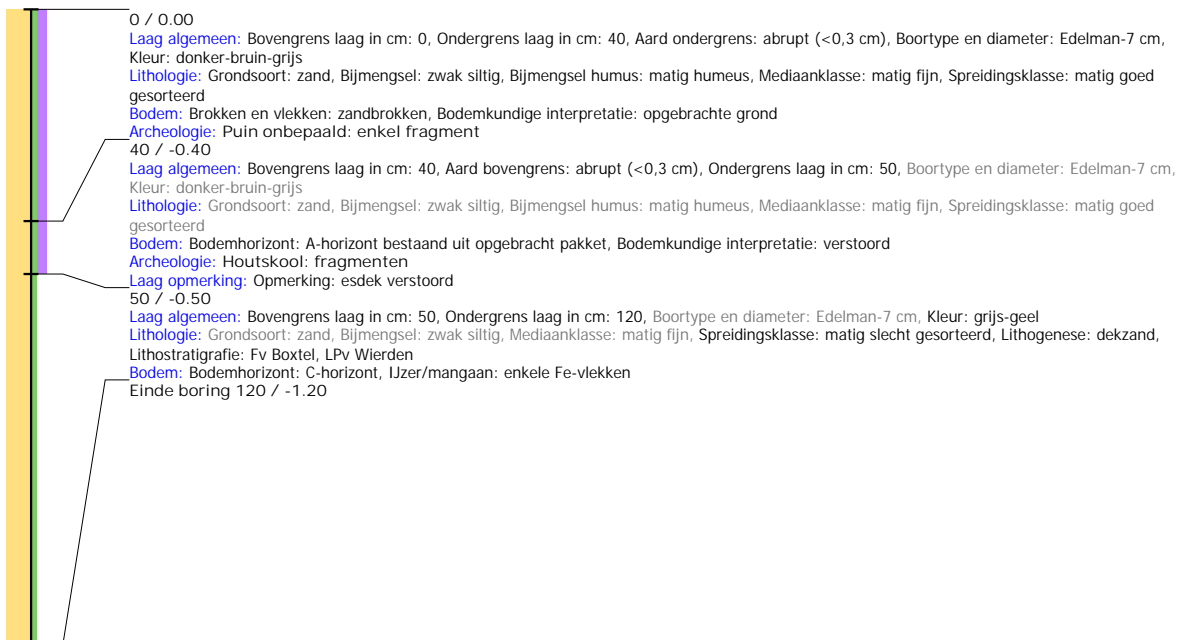 0 / 0.00
Laag algemeen: Bovengrens laag in cm: 0, Ondergrens laag in cm: 40, Aard ondergrens: abrupt (<0,3 cm), Boortype en diameter: Edelman-7 cm,
Kleur: donker-bruin-grijs
Lithologie: Grondsoort: zand, Bijmengsel: zwak siltig, Bijmengsel humus: matig humeus, Mediaanklasse: matig fijn, Spreidingsklasse: matig goed
gesorteerd
Bodem: Brokken en vlekken: zandbrokken, Bodemkundige interpretatie: opgebrachte grond
Archeologie: Puin onbepaald: enkel fragment
40 / -0.40
Laag algemeen: Bovengrens laag in cm: 40, Aard bovengrens: abrupt (<0,3 cm), Ondergrens laag in cm: 50, Boortype en diameter: Edelman-7 cm,
Kleur: donker-bruin-grijs
Lithologie: Grondsoort: zand, Bijmengsel: zwak siltig, Bijmengsel humus: matig humeus, Mediaanklasse: matig fijn, Spreidingsklasse: matig goed
gesorteerd
Bodem: Bodemhorizont: A-horizont bestaand uit opgebracht pakket, Bodemkundige interpretatie: verstoord
Archeologie: Houtskool: fragmenten
Laag opmerking: Opmerking: esdek verstoord
50 / -0.50
Laag algemeen: Bovengrens laag in cm: 50, Ondergrens laag in cm: 120, Boortype en diameter: Edelman-7 cm, Kleur: grijs-geel
Lithologie: Grondsoort: zand, Bijmengsel: zwak siltig, Mediaanklasse: matig fijn, Spreidingsklasse: matig slecht gesorteerd, Lithogenese: dekzand,
Lithostratigrafie: Fv Boxtel, LPv Wierden
Bodem: Bodemhorizont: C-horizont, IJzer/mangaan: enkele Fe-vlekken
Einde boring 120 / -1.20